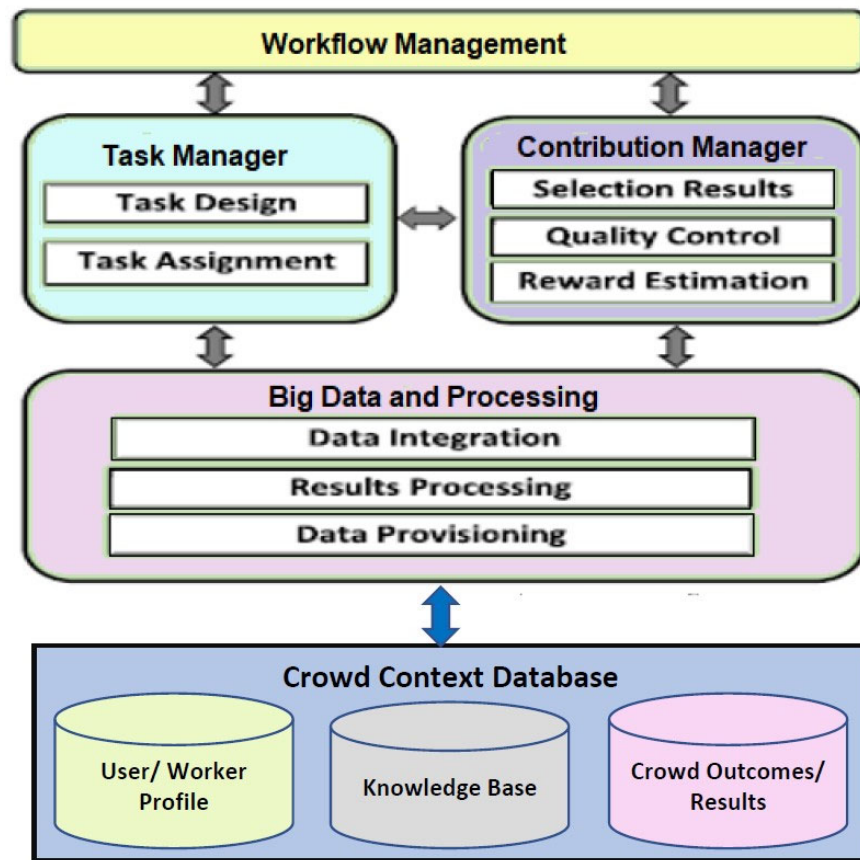 Workflow Management
Task Manager
Task Design
Task Assignment
Contribution Manager
Selection Results
Quality Control
Reward Estimation
Big Data and Processing
Data Integration
Results Processing
Data Provisioning
Crowd Context Database
User/ Worker
Profile
Knowledge Base
Crowd Outcomes/
Results